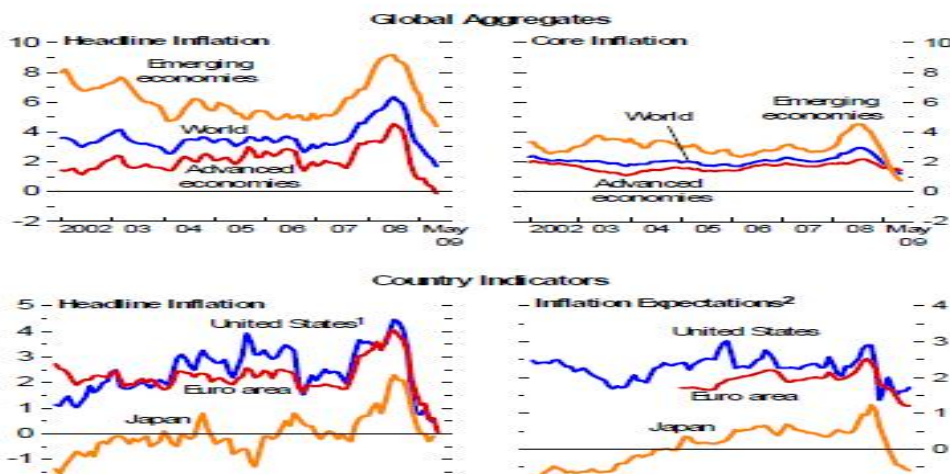 Global Aggregates
10 Headline Inflation
Emerging
economies
8
6
World
4
2
Advanced
economies
0
-2
2002 03 04 05 06 07 08 May
09
Core Inflation 10
Emerging
economies
8
World
6
4
2
Advanced
economies
0
-2
2002 03 04 05 06 07 08 May
09
Country Indicators
5 Headline Inflation
United States¹
4
3
2
Euro area
1
Japan
0
-1
Inflation Expectations² 4
United States
3
2
Euro area
1
Japan
0